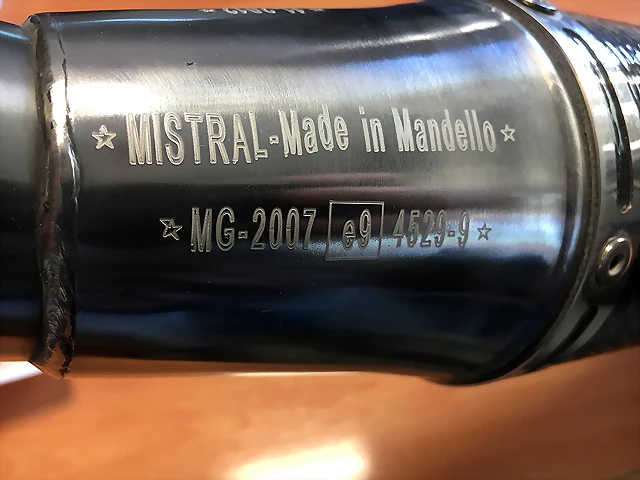 ☆ MISTRAL-Made in Mandello ☆
☆ MG-2007 e9 4529-9 ☆